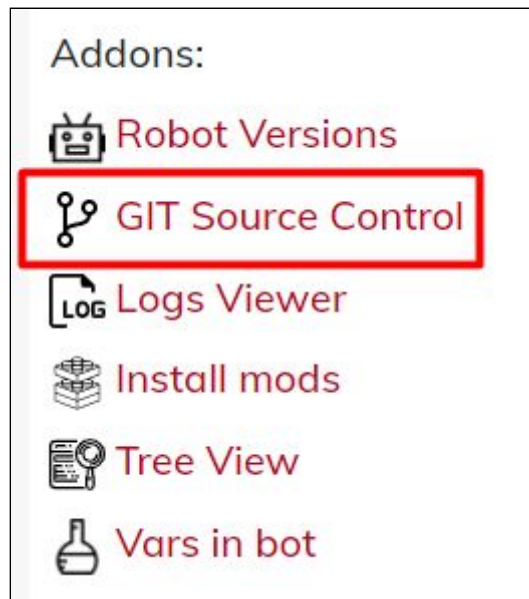 Addons:
Robot Versions
GIT Source Control
LOG Logs Viewer
Install mods
Tree View
Vars in bot